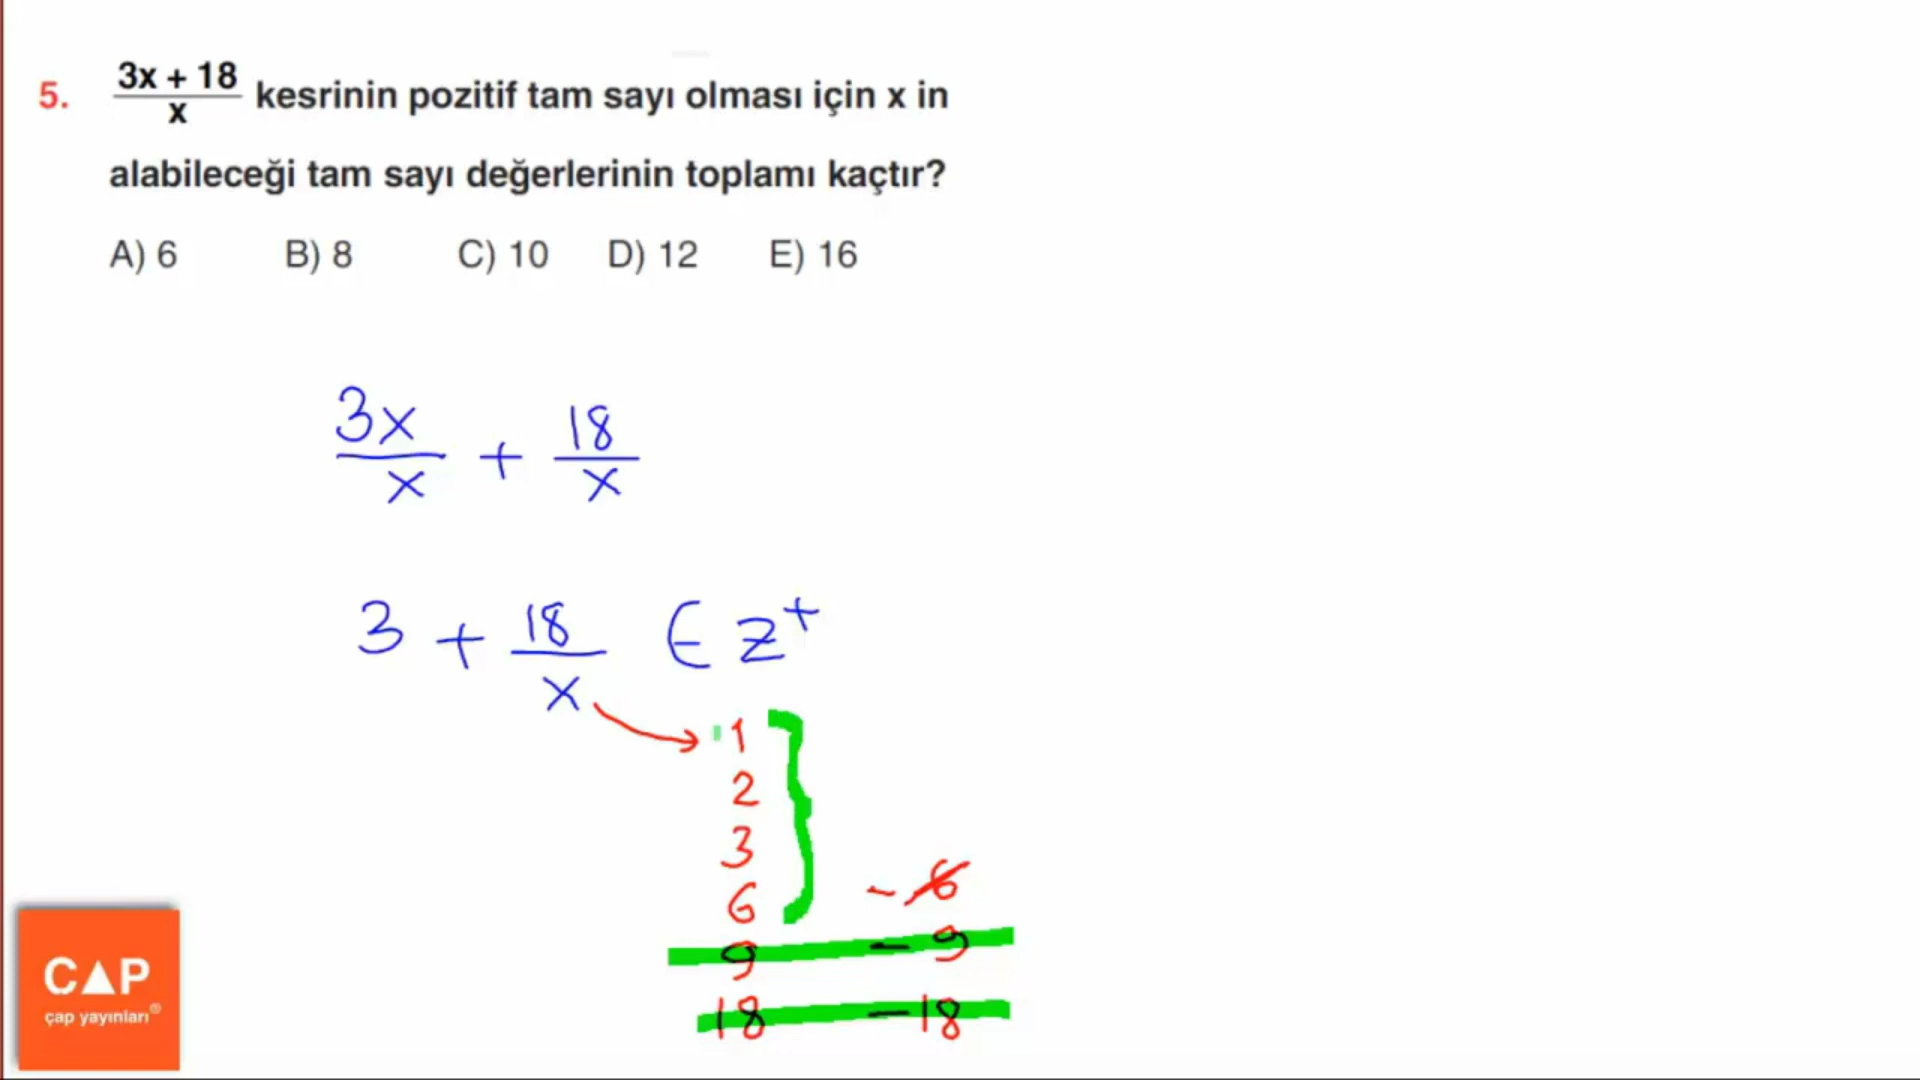 5. 3x + 18 / x kesrinin pozitif tam sayı olması için x in
alabileceği tam sayı değerlerinin toplamı kaçtır?
A) 6 B) 8 C) 10 D) 12 E) 16
3x / x + 18 / x
3 + 18 / x ∈ z+
1
2
3
6 - 6
9 - 9
18 - 18
CAP
çap yayınları®